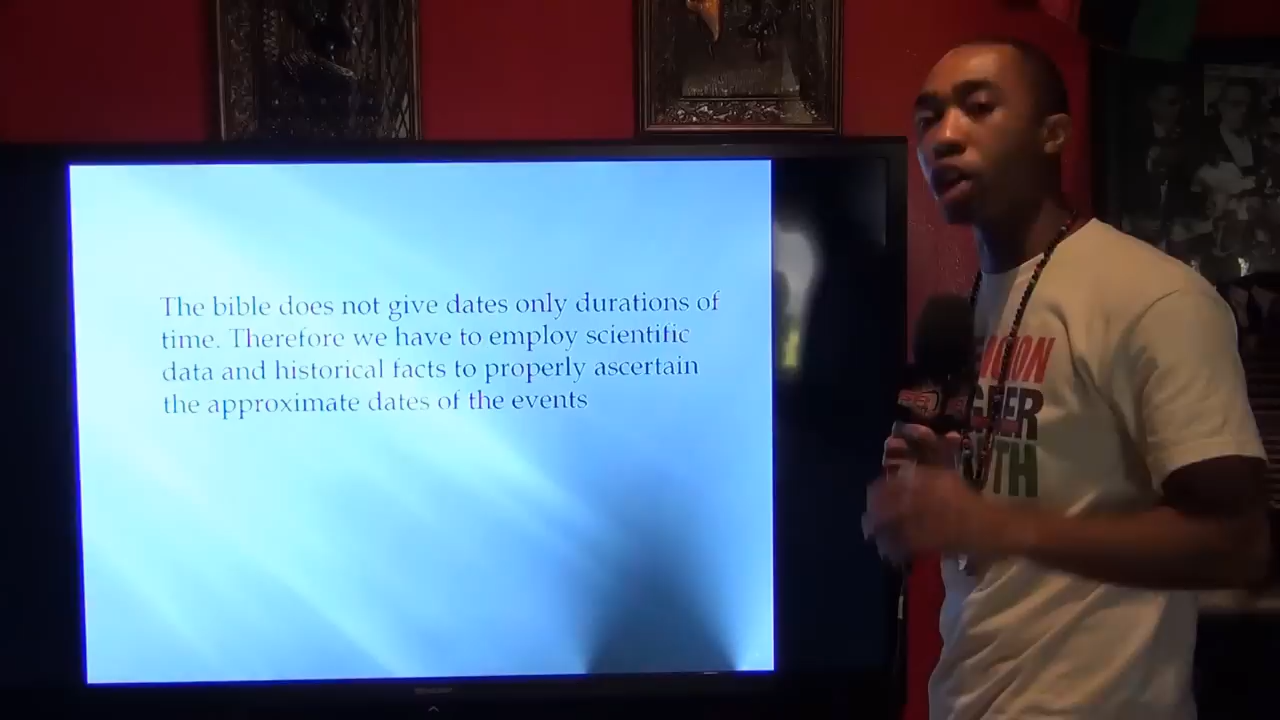 The bible does not give dates only durations of
time. Therefore we have to employ scientific
data and historical facts to properly ascertain
the approximate dates of the events